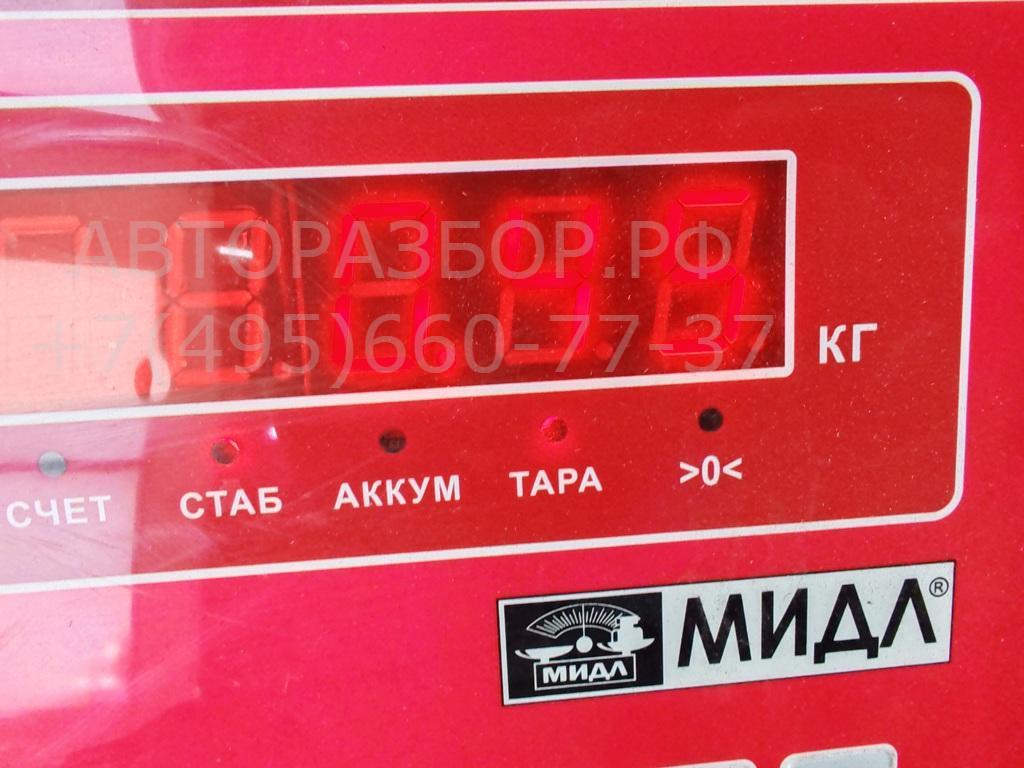 АВТОРАЗБОР.РФ
+7(495)660-77-37
КГ
СЧЕТ СТАБ АККУМ ТАРА >0<
МИДЛ МИДЛ®